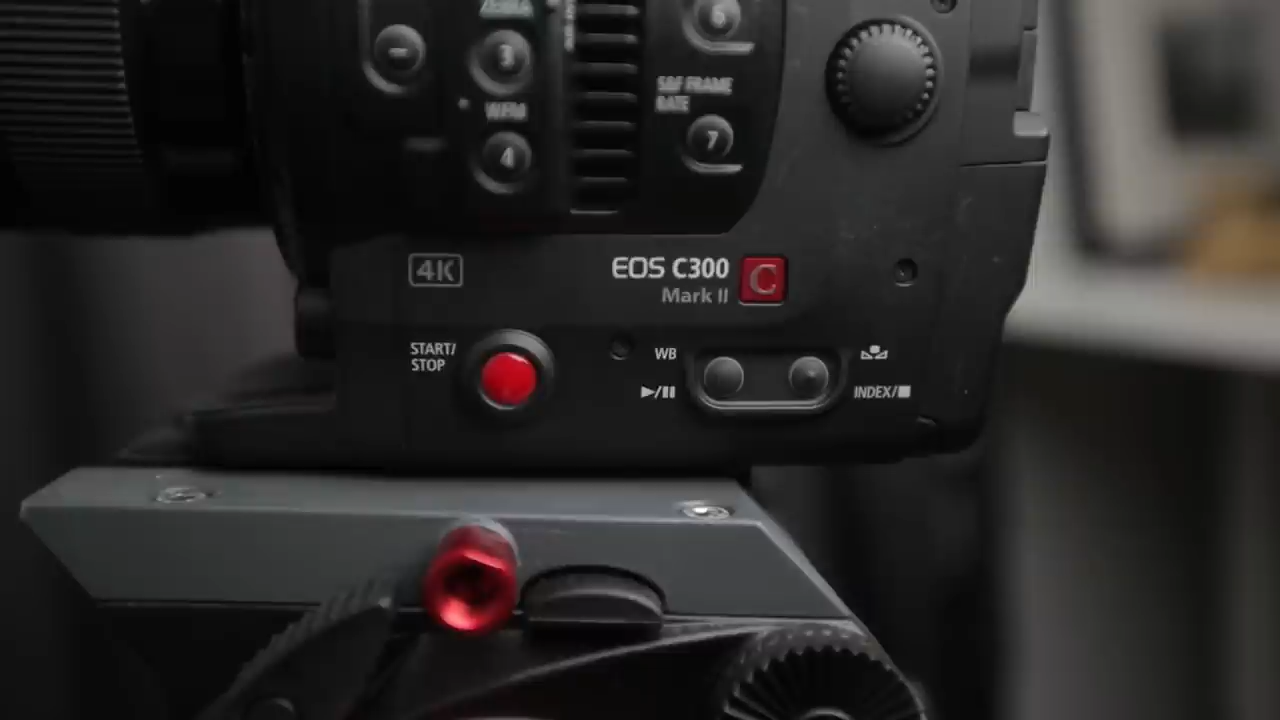 3
WFM
4
6
S&F FRAME
RATE
7
4K
EOS C300
Mark II
C
START/
STOP
WB
INDEX/